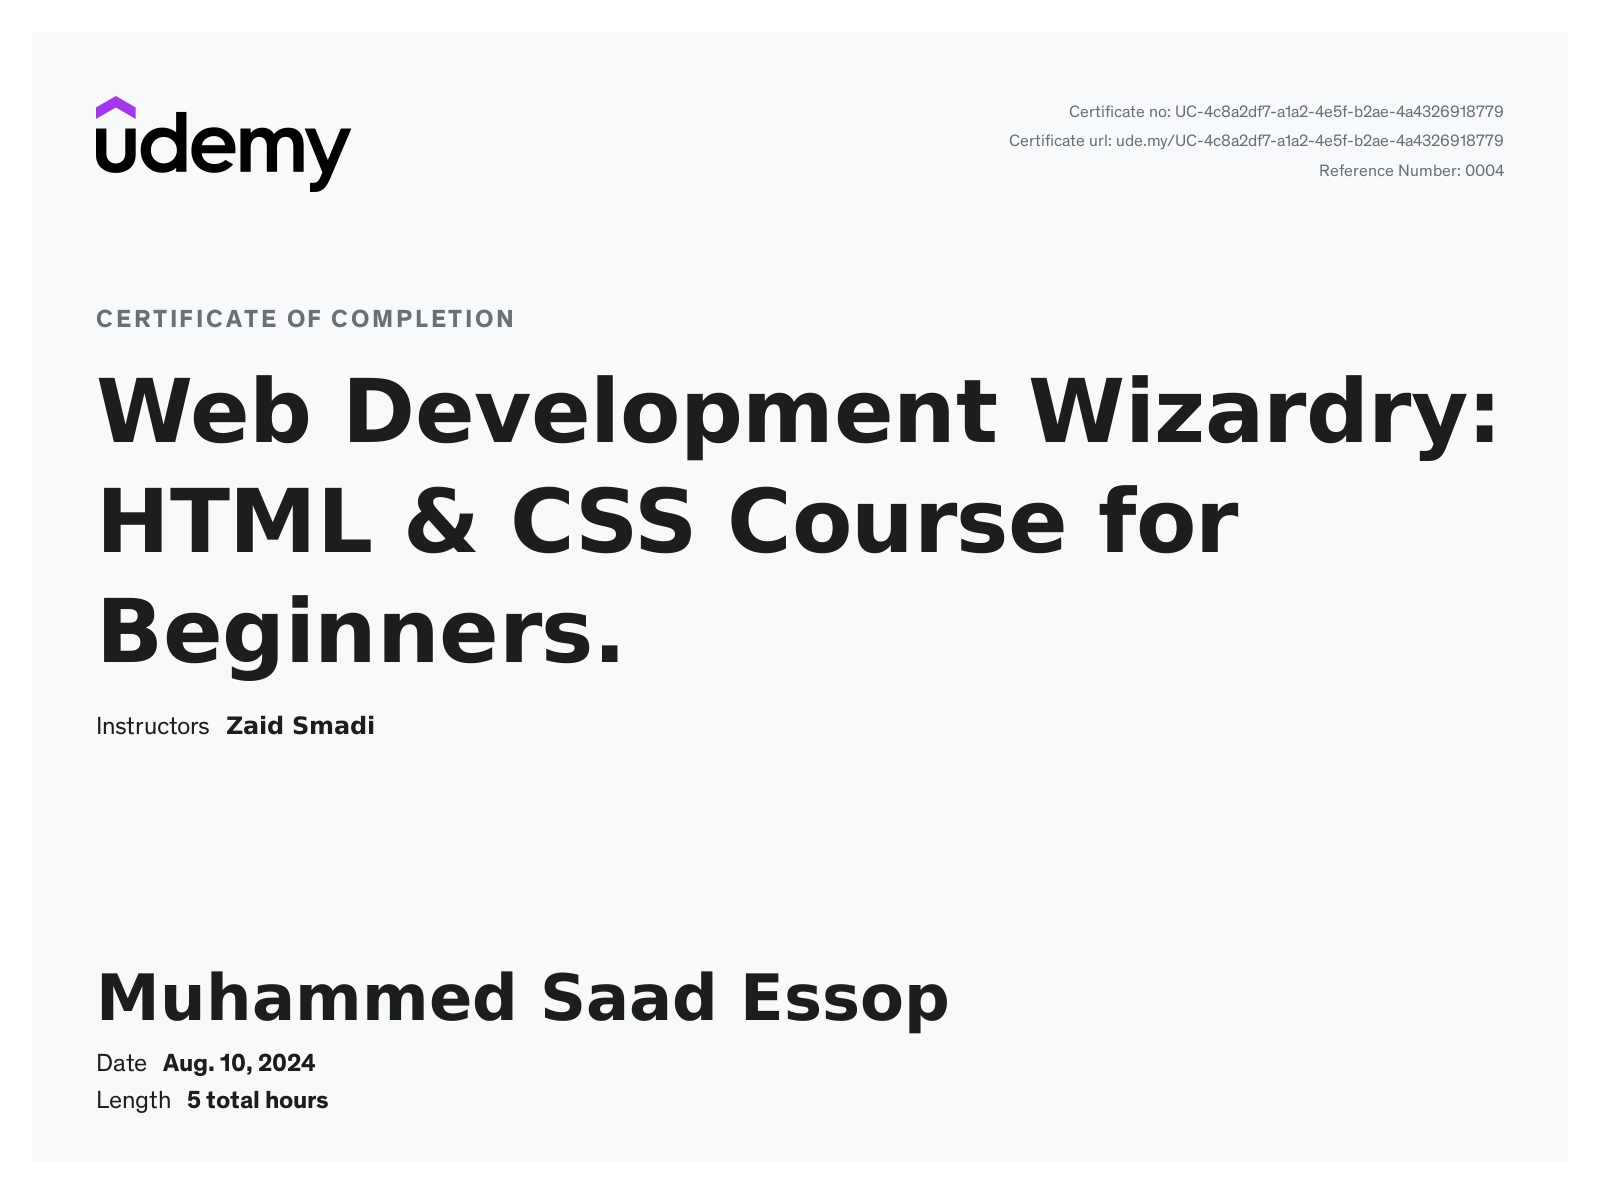 udemy
Certificate no: UC-4c8a2df7-a1a2-4e5f-b2ae-4a4326918779
Certificate url: ude.my/UC-4c8a2df7-a1a2-4e5f-b2ae-4a4326918779
Reference Number: 0004
CERTIFICATE OF COMPLETION
Web Development Wizardry:
HTML & CSS Course for
Beginners.
Instructors Zaid Smadi
Muhammed Saad Essop
Date Aug. 10, 2024
Length 5 total hours